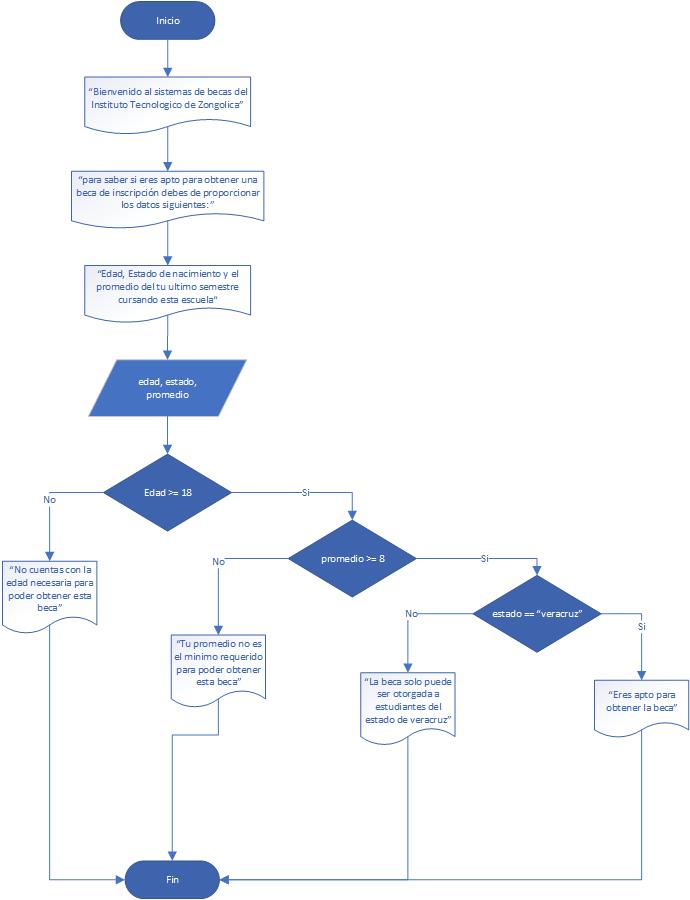 Inicio
“Bienvenido al sistemas de becas del
Instituto Tecnologico de Zongolica”
“para saber si eres apto para obtener una
beca de inscripción debes de proporcionar
los datos siguientes:”
“Edad, Estado de nacimiento y el
promedio del tu ultimo semestre
cursando esta escuela“
edad, estado,
promedio
Edad >= 18
No
Si
“No cuentas con la
edad necesaria para
poder obtener esta
beca”
promedio >= 8
No
Si
“Tu promedio no es
el minimo requerido
para poder obtener
esta beca”
estado == “veracruz”
No
Si
“La beca solo puede
ser otorgada a
estudiantes del
estado de veracruz”
“Eres apto para
obtener la beca”
Fin